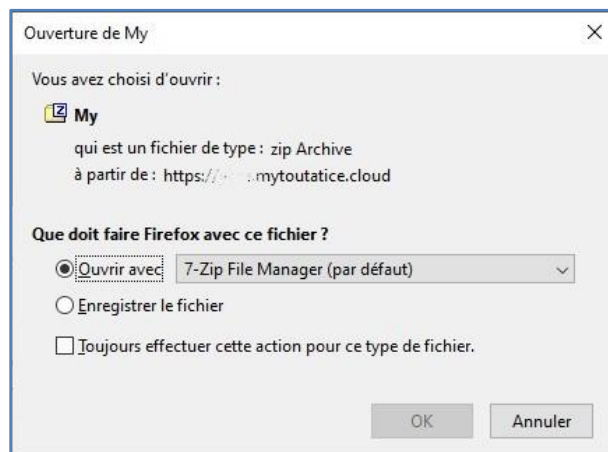 Ouverture de My
Vous avez choisi d'ouvrir :
My
qui est un fichier de type : zip Archive
à partir de : https:// .mytoutatice.cloud
Que doit faire Firefox avec ce fichier ?
Ouvrir avec 7-Zip File Manager (par défaut)
Enregistrer le fichier
Toujours effectuer cette action pour ce type de fichier.
OK Annuler